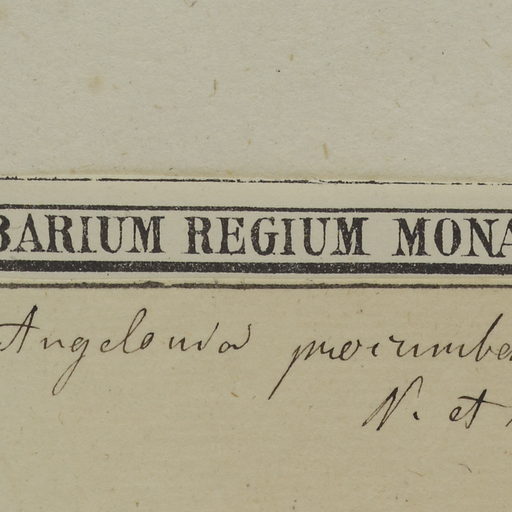 BARIUM REGIUM MONA
Angelonia procumbe
N. et